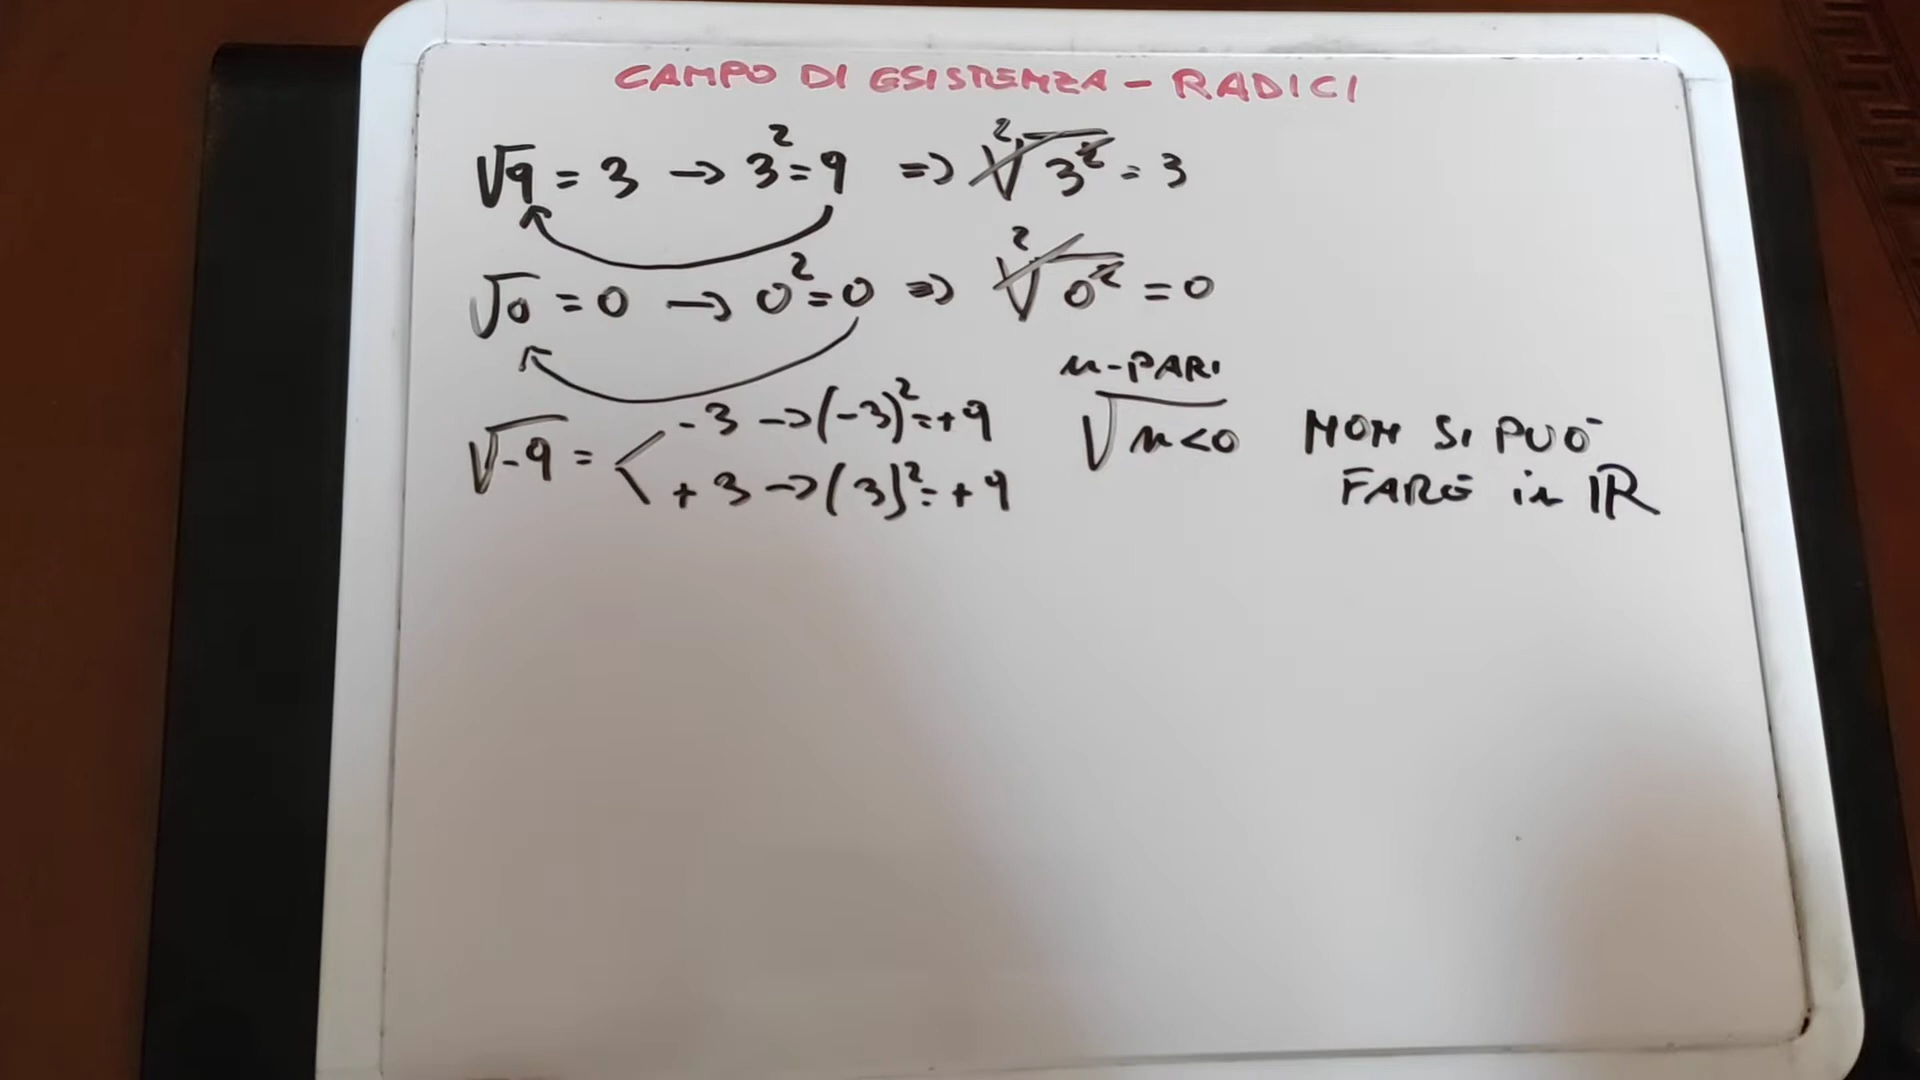 CAMPO DI ESISTENZA - RADICI
√9 = 3 → 3² = 9 => ²√3² = 3
√0 = 0 → 0² = 0 => ²√0² = 0
n-PARI
√-9 = < -3 → (-3)² = +9 √n<0 NON SI PUÒ
+3 → (3)² = +9 FARE in ℝ